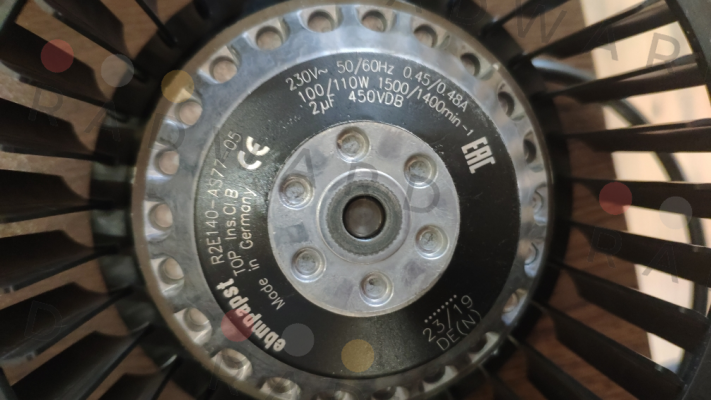 230V~ 50/60Hz 0.45/0.48A
100/110W 1500/1400min-1
2µF 450VDB
EAC
CE
R2E140-AS77-05
TOP Ins.Cl.B
Made in Germany
ebmpapst
23/19
DE(N)